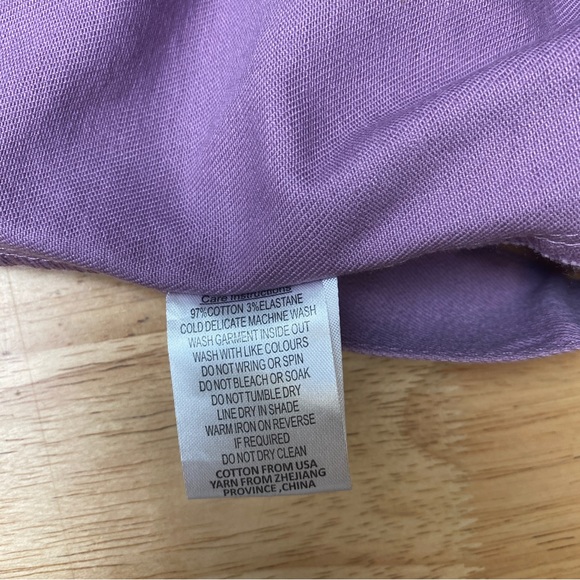 Care Instructions
97%COTTON 3%ELASTANE
COLD DELICATE MACHINE WASH
WASH GARMENT INSIDE OUT
WASH WITH LIKE COLOURS
DO NOT WRING OR SPIN
DO NOT BLEACH OR SOAK
DO NOT TUMBLE DRY
LINE DRY IN SHADE
WARM IRON ON REVERSE
IF REQUIRED
DO NOT DRY CLEAN
COTTON FROM USA
YARN FROM ZHEJIANG
PROVINCE ,CHINA